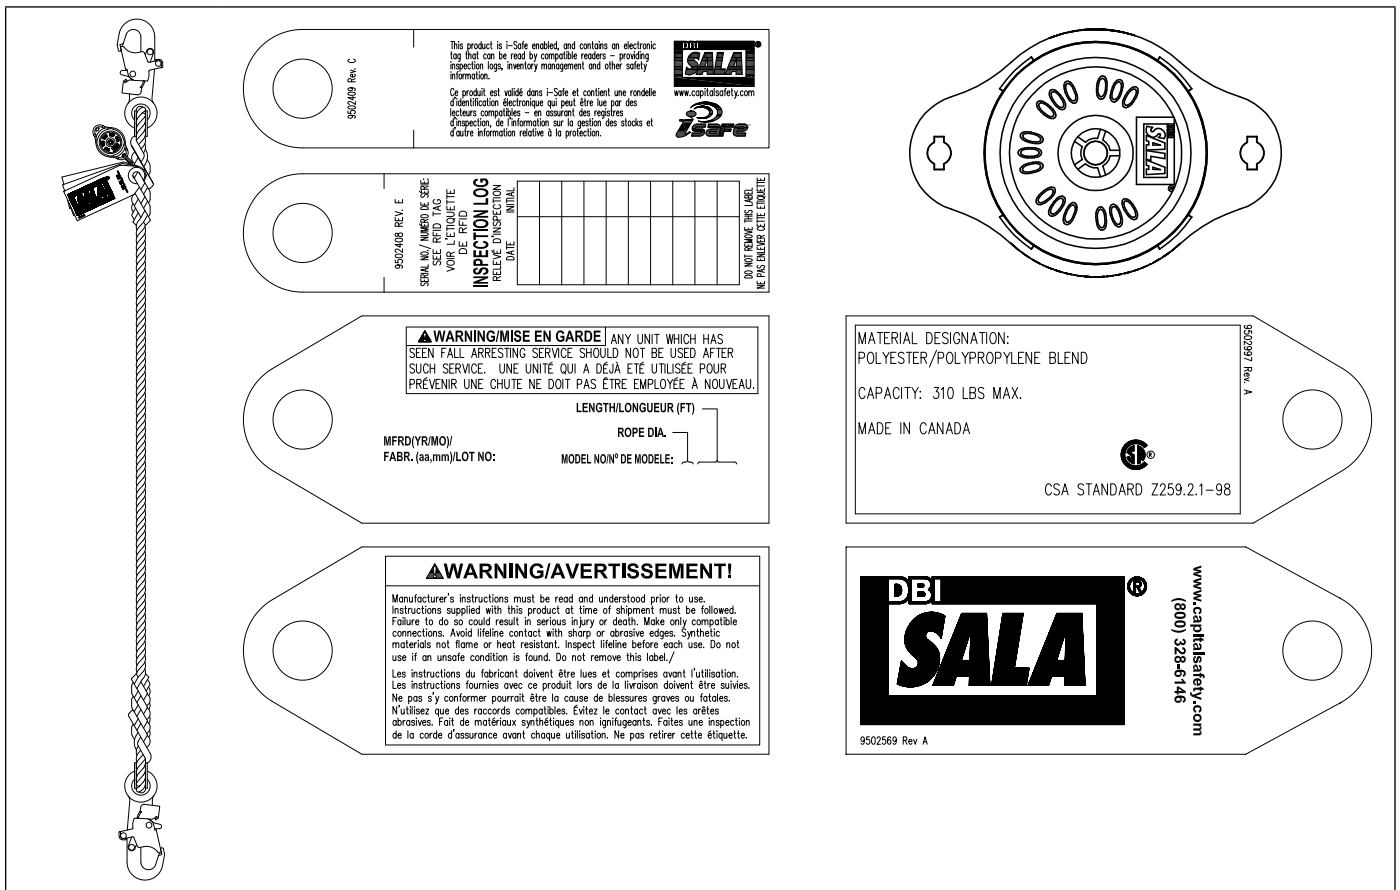 This product is i-Safe enabled, and contains an electronic
tag that can be read by compatible readers - providing
inspection logs, inventory management and other safety
information.
Ce produit est validé dans i-Safe et contient une rondelle
d'identification électronique qui peut être lue par des
lecteurs compatibles - en assurant des registres
d'inspection, de l'information sur la gestion des stocks et
d'autre information relative à la protection.
DBI
SALA®
www.capitalsafety.com
isafe™
9502409 Rev. C
9502408 REV. E
SERIAL NO./ NUMÉRO DE SÉRIE:
SEE RFID TAG
VOIR L'ETIQUETTE
DE RFID
INSPECTION LOG
RELEVÉ D'INSPECTION
DATE INITIAL
DO NOT REMOVE THIS LABEL
NE PAS ENLEVER CETTE ÉTIQUETTE
SALA
SALA
⚠WARNING/MISE EN GARDE ANY UNIT WHICH HAS
SEEN FALL ARRESTING SERVICE SHOULD NOT BE USED AFTER
SUCH SERVICE. UNE UNITÉ QUI A DÉJÀ ETÉ UTILISÉE POUR
PRÉVENIR UNE CHUTE NE DOIT PAS ÊTRE EMPLOYÉE À NOUVEAU.
LENGTH/LONGUEUR (FT)
ROPE DIA.
MFRD(YR/MO)/
FABR. (aa,mm)/LOT NO:
MODEL NO/Nº DE MODELE:
MATERIAL DESIGNATION:
POLYESTER/POLYPROPYLENE BLEND
CAPACITY: 310 LBS MAX.
MADE IN CANADA
SP®
CSA STANDARD Z259.2.1-98
9502997 Rev. A
⚠WARNING/AVERTISSEMENT!
Manufacturer's instructions must be read and understood prior to use.
Instructions supplied with this product at time of shipment must be followed.
Failure to do so could result in serious injury or death. Make only compatible
connections. Avoid lifeline contact with sharp or abrasive edges. Synthetic
materials not flame or heat resistant. Inspect lifeline before each use. Do not
use if an unsafe condition is found. Do not remove this label./
Les instructions du fabricant doivent être lues et comprises avant l'utilisation.
Les instructions fournies avec ce produit lors de la livraison doivent être suivies.
Ne pas s'y conformer pourrait être la cause de blessures graves ou fatales.
N'utilisez que des raccords compatibles. Évitez le contact avec les arêtes
abrasives. Fait de matériaux synthétiques non ignifugeants. Faites une inspection
de la corde d'assurance avant chaque utilisation. Ne pas retirer cette étiquette.
DBI
SALA®
www.capitalsafety.com
(800) 328-6146
9502569 Rev A